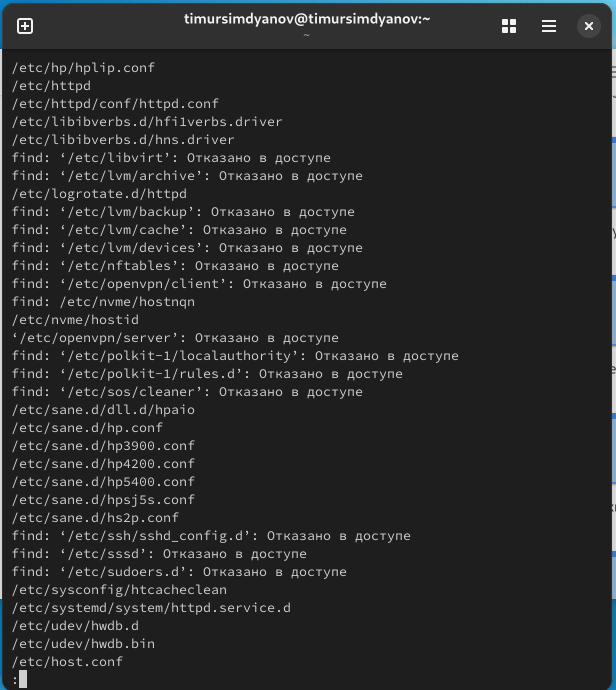 timursimdyanov@timursimdyanov:~
~
/etc/hp/hplip.conf
/etc/httpd
/etc/httpd/conf/httpd.conf
/etc/libibverbs.d/hfi1verbs.driver
/etc/libibverbs.d/hns.driver
find: ‘/etc/libvirt’: Отказано в доступе
find: ‘/etc/lvm/archive’: Отказано в доступе
/etc/logrotate.d/httpd
find: ‘/etc/lvm/backup’: Отказано в доступе
find: ‘/etc/lvm/cache’: Отказано в доступе
find: ‘/etc/lvm/devices’: Отказано в доступе
find: ‘/etc/nftables’: Отказано в доступе
find: ‘/etc/openvpn/client’: Отказано в доступе
find: /etc/nvme/hostnqn
/etc/nvme/hostid
‘/etc/openvpn/server’: Отказано в доступе
find: ‘/etc/polkit-1/localauthority’: Отказано в доступе
find: ‘/etc/polkit-1/rules.d’: Отказано в доступе
find: ‘/etc/sos/cleaner’: Отказано в доступе
/etc/sane.d/dll.d/hpaio
/etc/sane.d/hp.conf
/etc/sane.d/hp3900.conf
/etc/sane.d/hp4200.conf
/etc/sane.d/hp5400.conf
/etc/sane.d/hpsj5s.conf
/etc/sane.d/hs2p.conf
find: ‘/etc/ssh/sshd_config.d’: Отказано в доступе
find: ‘/etc/sssd’: Отказано в доступе
find: ‘/etc/sudoers.d’: Отказано в доступе
/etc/sysconfig/htcacheclean
/etc/systemd/system/httpd.service.d
/etc/udev/hwdb.d
/etc/udev/hwdb.bin
/etc/host.conf
: